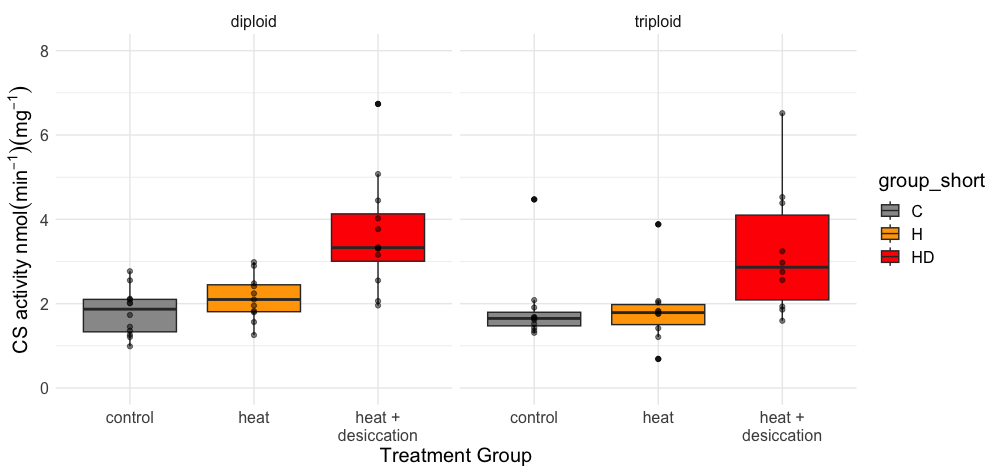 diploid
triploid
CS activity nmol(min⁻¹)(mg⁻¹)
8
6
4
2
0
control
heat
heat +
desiccation
control
heat
heat +
desiccation
Treatment Group
group_short
C
H
HD